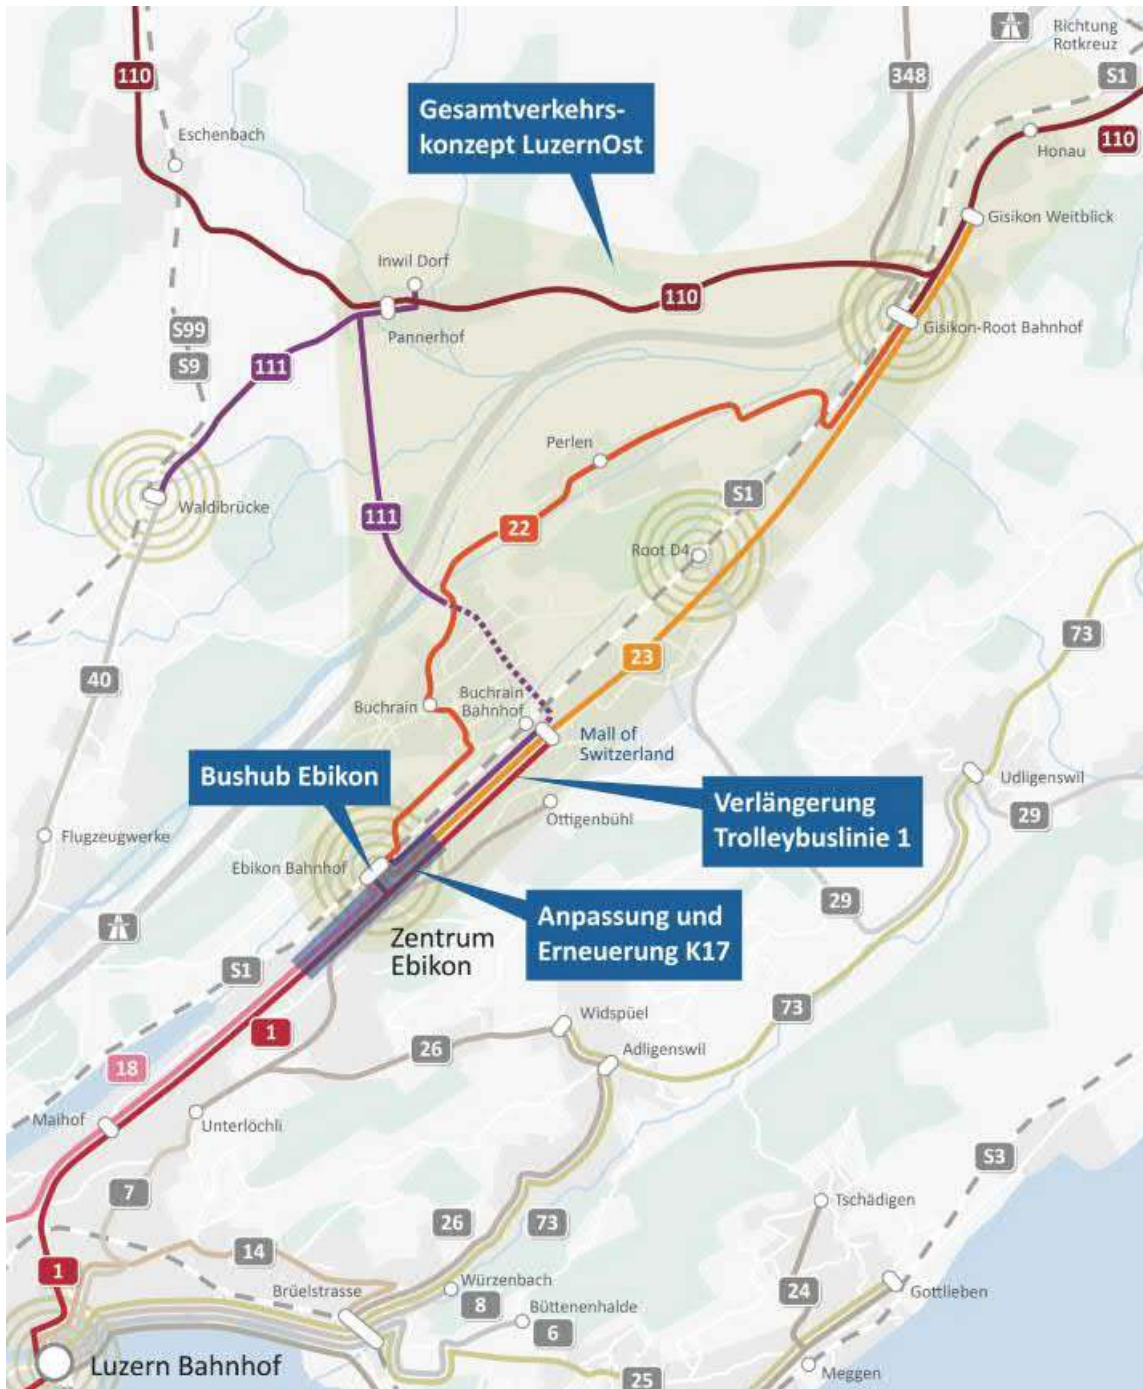 Richtung
Rotkreuz
110
348
S1
Gesamtverkehrs-
konzept LuzernOst
Eschenbach
Honau
110
Gisikon Weitblick
Inwil Dorf
110
S99
Pannerhof
Gisikon-Root Bahnhof
S9
111
Perlen
Waldibrücke
S1
111
22
Root D4
73
23
40
Buchrain
Buchrain
Bahnhof
Mall of
Switzerland
Bushub Ebikon
Udligenswil
Verlängerung
Trolleybuslinie 1
Ottigenbühl
29
Flugzeugwerke
Ebikon Bahnhof
29
Anpassung und
Erneuerung K17
Zentrum
Ebikon
S1
73
Widspüel
1
26
Adligenswil
18
Maihof
Unterlöchli
S3
7
Tschädigen
26
73
14
1
Würzenbach
Brüelstrasse
8
Büttenenhalde
24
Gottlieben
6
Luzern Bahnhof
Meggen
25